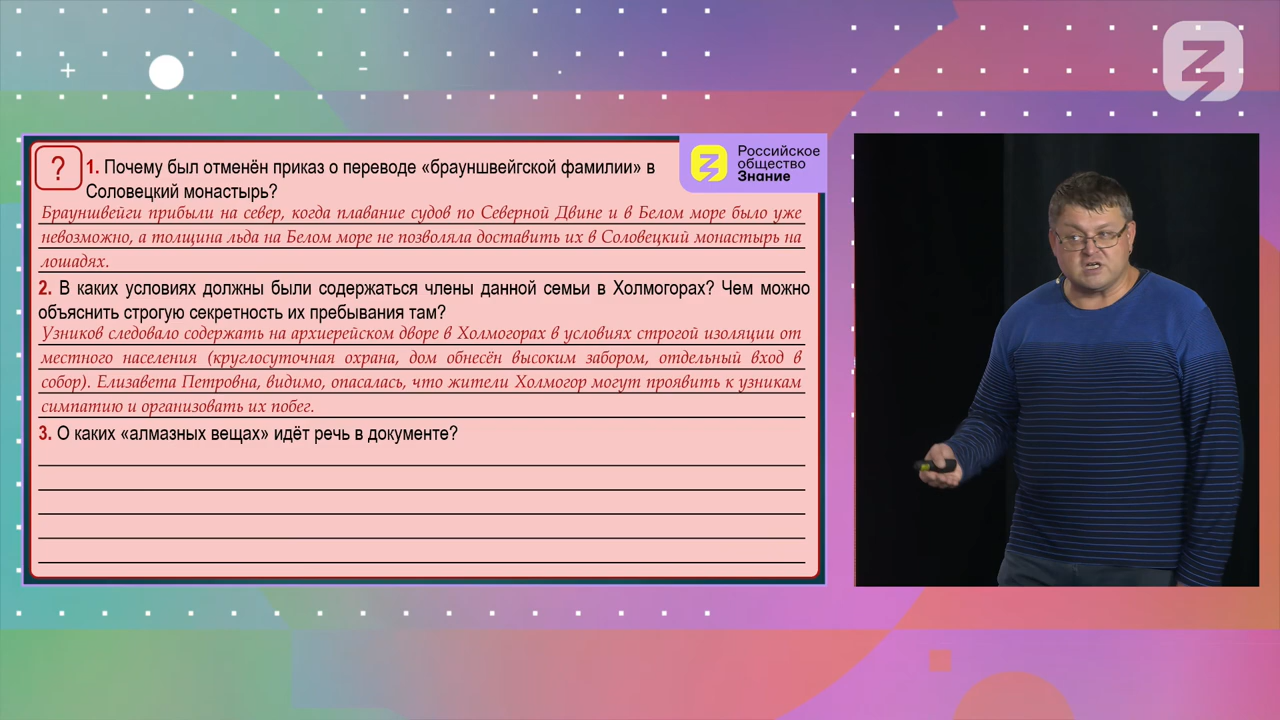 ? 1. Почему был отменён приказ о переводе «брауншвейгской фамилии» в
Соловецкий монастырь?
Российское
общество
Знание
Брауншвейги прибыли на север, когда плавание судов по Северной Двине и в Белом море было уже
невозможно, а толщина льда на Белом море не позволяла доставить их в Соловецкий монастырь на
лошадях.
2. В каких условиях должны были содержаться члены данной семьи в Холмогорах? Чем можно
объяснить строгую секретность их пребывания там?
Узников следовало содержать на архиерейском дворе в Холмогорах в условиях строгой изоляции от
местного населения (круглосуточная охрана, дом обнесён высоким забором, отдельный вход в
собор). Елизавета Петровна, видимо, опасалась, что жители Холмогор могут проявить к узникам
симпатию и организовать их побег.
3. О каких «алмазных вещах» идёт речь в документе?